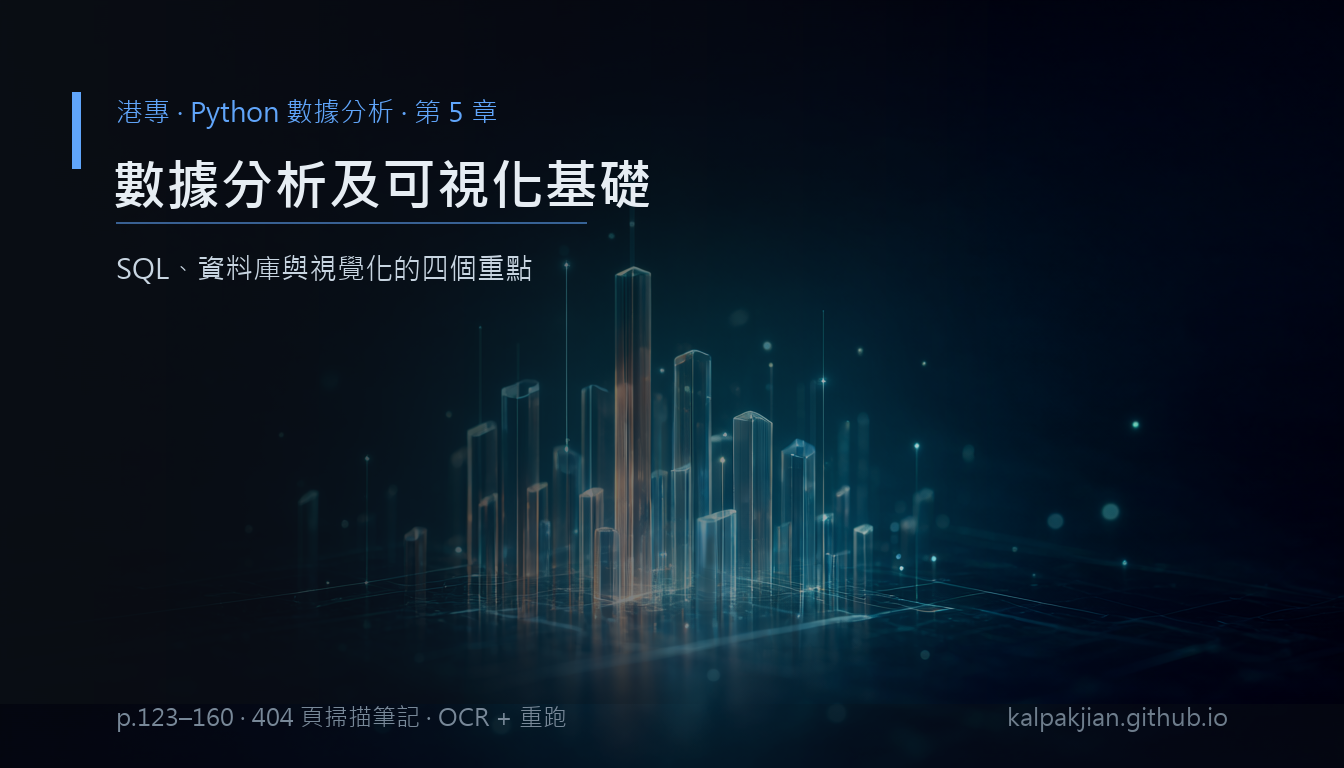 港專 · Python 數據分析 · 第 5 章
數據分析及可視化基礎
SQL、資料庫與視覺化的四個重點
p.123–160 · 404 頁掃描筆記 · OCR + 重跑
kalpakjian.github.io